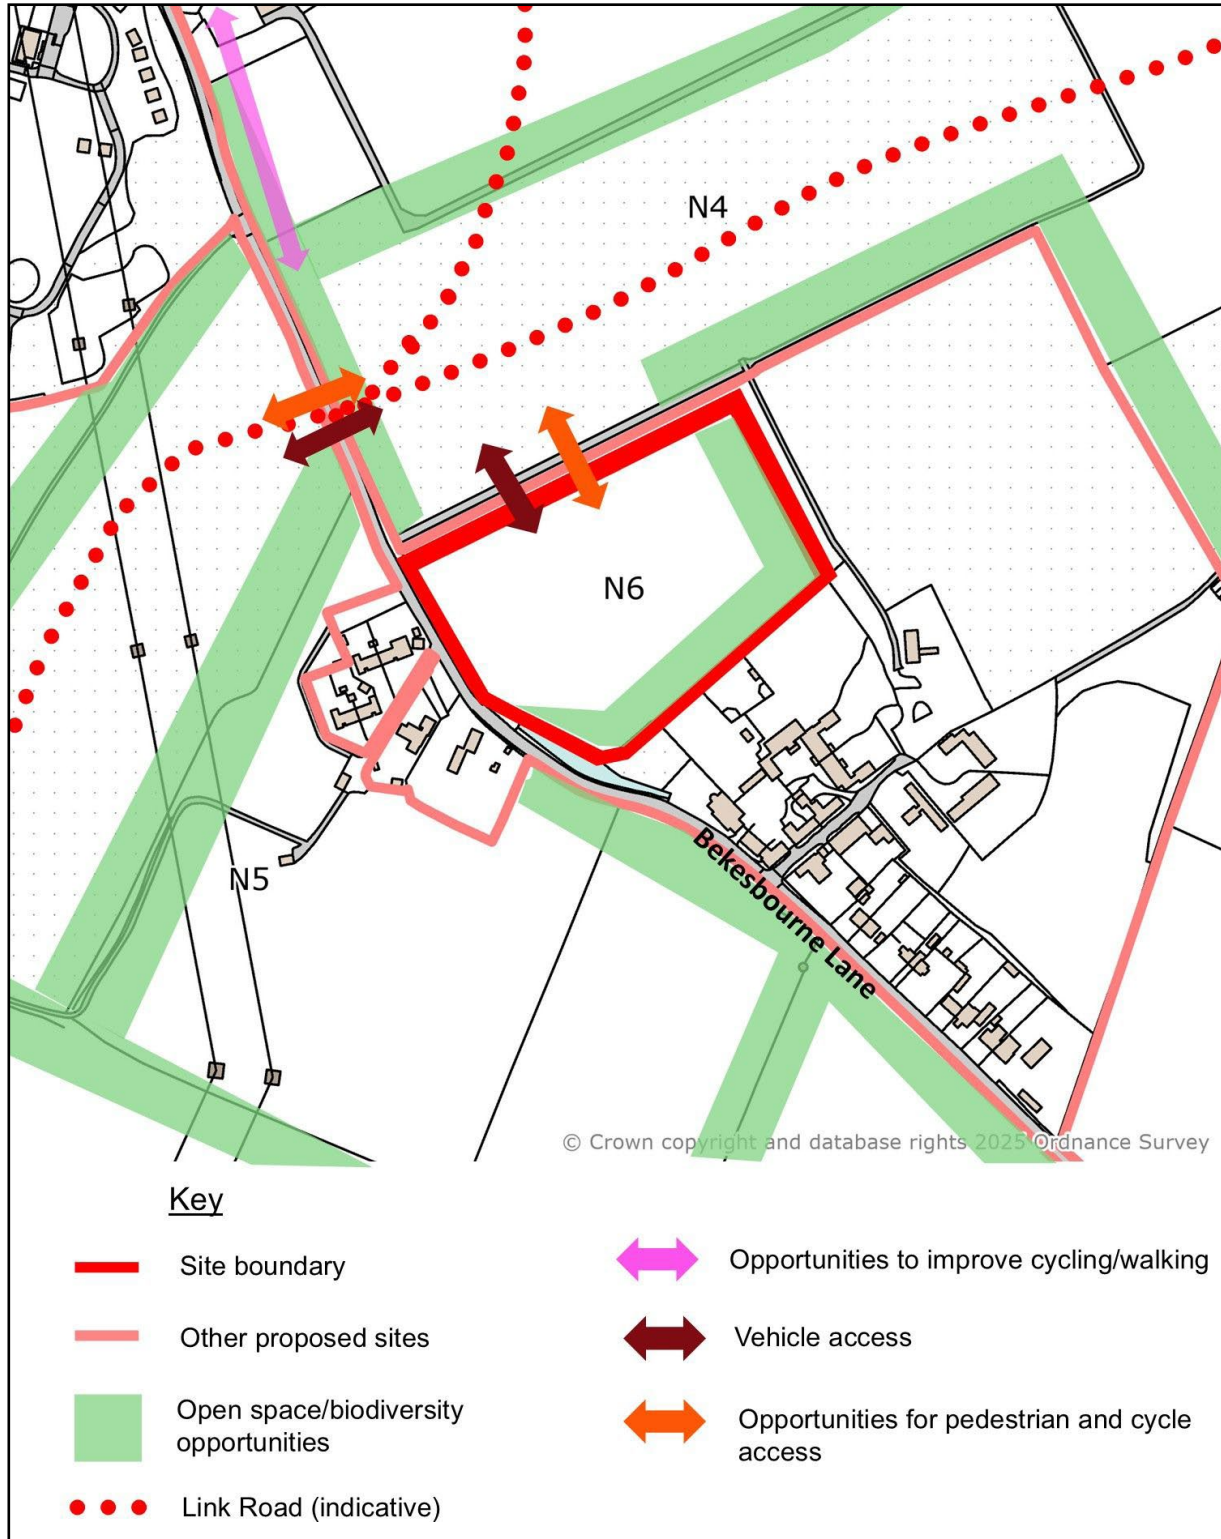 N4
N6
N5
Bekesbourne Lane
© Crown copyright and database rights 2025 Ordnance Survey
Key
Site boundary
Other proposed sites
Open space/biodiversity
opportunities
Link Road (indicative)
Opportunities to improve cycling/walking
Vehicle access
Opportunities for pedestrian and cycle
access